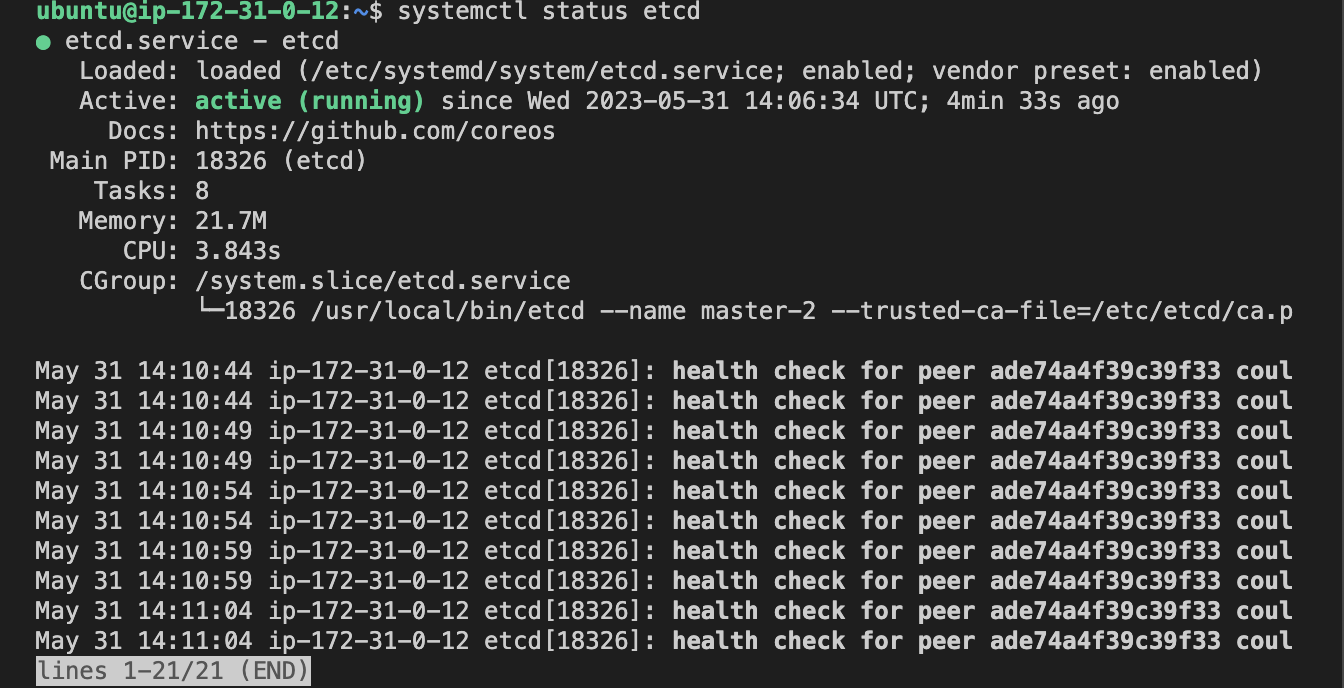 ubuntu@ip-172-31-0-12:~$ systemctl status etcd
● etcd.service - etcd
Loaded: loaded (/etc/systemd/system/etcd.service; enabled; vendor preset: enabled)
Active: active (running) since Wed 2023-05-31 14:06:34 UTC; 4min 33s ago
Docs: https://github.com/coreos
Main PID: 18326 (etcd)
Tasks: 8
Memory: 21.7M
CPU: 3.843s
CGroup: /system.slice/etcd.service
└─18326 /usr/local/bin/etcd --name master-2 --trusted-ca-file=/etc/etcd/ca.p
May 31 14:10:44 ip-172-31-0-12 etcd[18326]: health check for peer ade74a4f39c39f33 coul
May 31 14:10:44 ip-172-31-0-12 etcd[18326]: health check for peer ade74a4f39c39f33 coul
May 31 14:10:49 ip-172-31-0-12 etcd[18326]: health check for peer ade74a4f39c39f33 coul
May 31 14:10:49 ip-172-31-0-12 etcd[18326]: health check for peer ade74a4f39c39f33 coul
May 31 14:10:54 ip-172-31-0-12 etcd[18326]: health check for peer ade74a4f39c39f33 coul
May 31 14:10:54 ip-172-31-0-12 etcd[18326]: health check for peer ade74a4f39c39f33 coul
May 31 14:10:59 ip-172-31-0-12 etcd[18326]: health check for peer ade74a4f39c39f33 coul
May 31 14:10:59 ip-172-31-0-12 etcd[18326]: health check for peer ade74a4f39c39f33 coul
May 31 14:11:04 ip-172-31-0-12 etcd[18326]: health check for peer ade74a4f39c39f33 coul
May 31 14:11:04 ip-172-31-0-12 etcd[18326]: health check for peer ade74a4f39c39f33 coul
lines 1-21/21 (END)